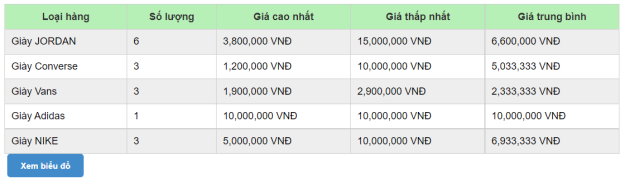 Loại hàng Số lượng Giá cao nhất Giá thấp nhất Giá trung bình
Giày JORDAN 6 3,800,000 VNĐ 15,000,000 VNĐ 6,600,000 VNĐ
Giày Converse 3 1,200,000 VNĐ 10,000,000 VNĐ 5,033,333 VNĐ
Giày Vans 3 1,900,000 VNĐ 2,900,000 VNĐ 2,333,333 VNĐ
Giày Adidas 1 10,000,000 VNĐ 10,000,000 VNĐ 10,000,000 VNĐ
Giày NIKE 3 5,000,000 VNĐ 10,000,000 VNĐ 6,933,333 VNĐ
Xem biểu đồ